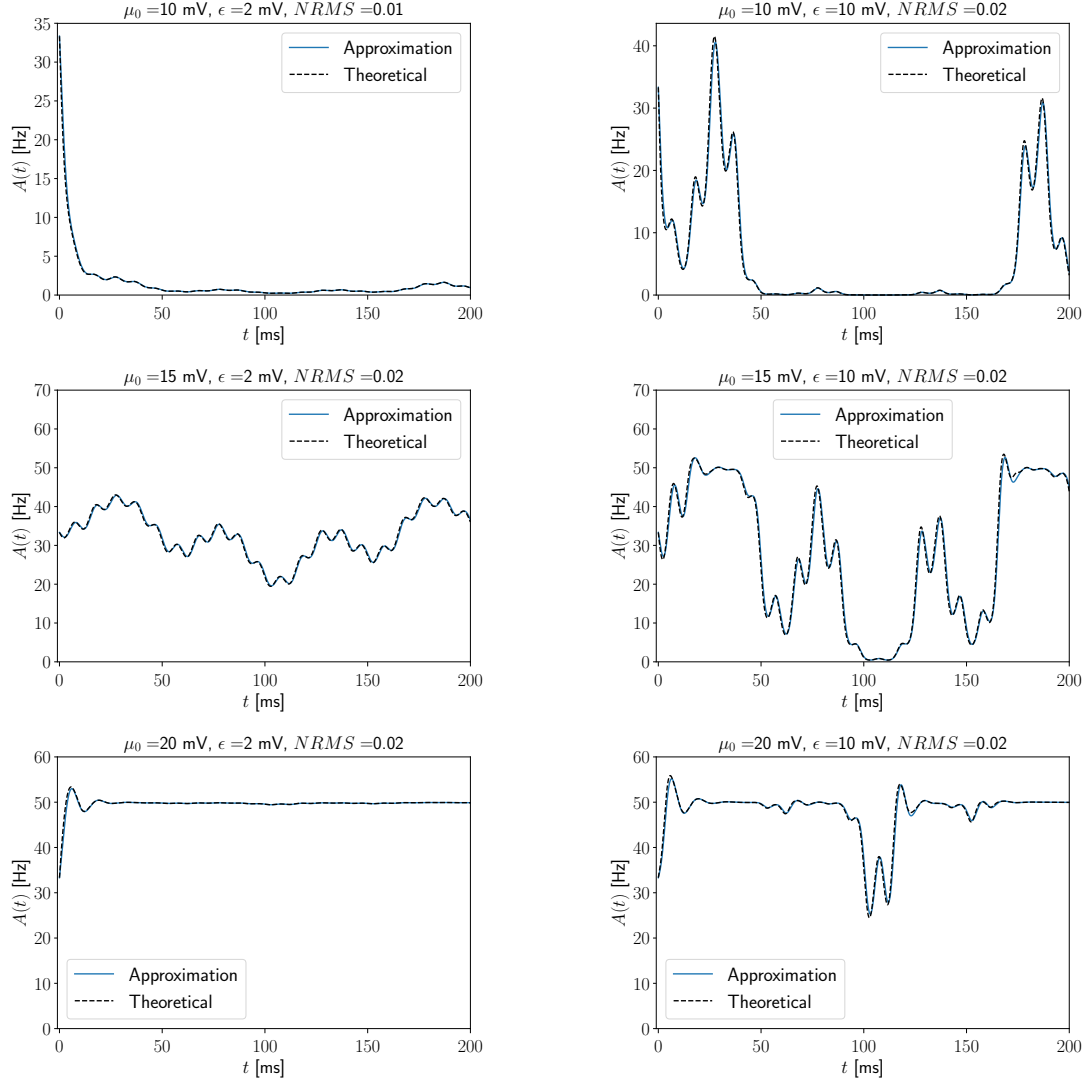 μ₀ =10 mV, ϵ =2 mV, NRMS =0.01
35
30
25
20
15
10
5
0
A(t) [Hz]
Approximation
Theoretical
0 50 100 150 200
t [ms]
μ₀ =10 mV, ϵ =10 mV, NRMS =0.02
40
30
20
10
0
A(t) [Hz]
Approximation
Theoretical
0 50 100 150 200
t [ms]
μ₀ =15 mV, ϵ =2 mV, NRMS =0.02
70
60
50
40
30
20
10
0
A(t) [Hz]
Approximation
Theoretical
0 50 100 150 200
t [ms]
μ₀ =15 mV, ϵ =10 mV, NRMS =0.02
70
60
50
40
30
20
10
0
A(t) [Hz]
Approximation
Theoretical
0 50 100 150 200
t [ms]
μ₀ =20 mV, ϵ =2 mV, NRMS =0.02
60
50
40
30
20
10
0
A(t) [Hz]
Approximation
Theoretical
0 50 100 150 200
t [ms]
μ₀ =20 mV, ϵ =10 mV, NRMS =0.02
60
50
40
30
20
10
0
A(t) [Hz]
Approximation
Theoretical
0 50 100 150 200
t [ms]